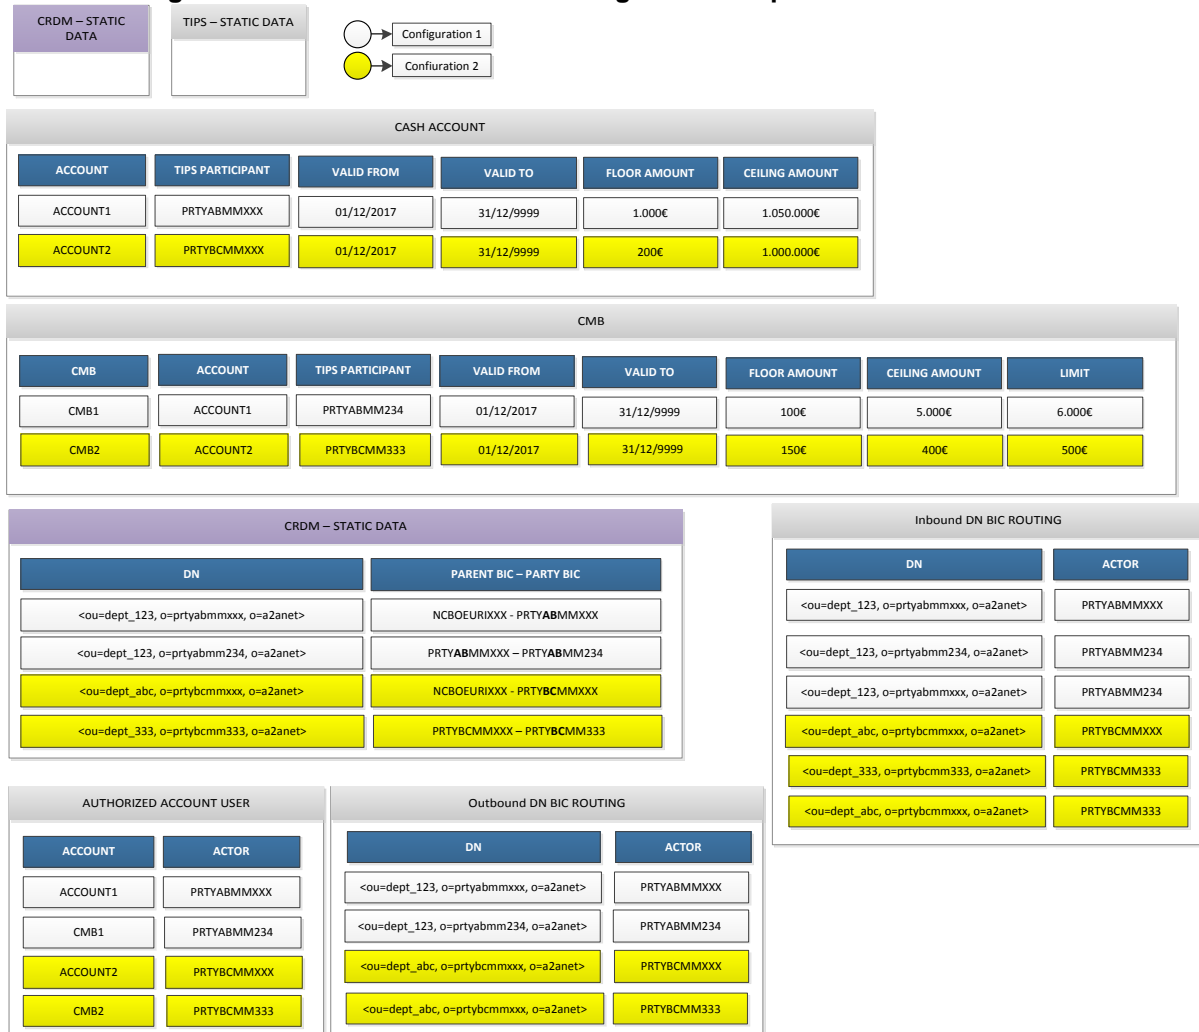 CRDM – STATIC
DATA
TIPS – STATIC DATA
Configuration 1
Confiuration 2
CASH ACCOUNT
ACCOUNT TIPS PARTICIPANT VALID FROM VALID TO FLOOR AMOUNT CEILING AMOUNT
ACCOUNT1 PRTYABMMXXX 01/12/2017 31/12/9999 1.000€ 1.050.000€
ACCOUNT2 PRTYBCMMXXX 01/12/2017 31/12/9999 200€ 1.000.000€
CMB
CMB ACCOUNT TIPS PARTICIPANT VALID FROM VALID TO FLOOR AMOUNT CEILING AMOUNT LIMIT
CMB1 ACCOUNT1 PRTYABMM234 01/12/2017 31/12/9999 100€ 5.000€ 6.000€
CMB2 ACCOUNT2 PRTYBCMM333 01/12/2017 31/12/9999 150€ 400€ 500€
CRDM – STATIC DATA
DN PARENT BIC – PARTY BIC
<ou=dept_123, o=prtyabmmxxx, o=a2anet> NCBOEURIXXX - PRTYABMMXXX
<ou=dept_123, o=prtyabmm234, o=a2anet> PRTYABMMXXX – PRTYABMM234
<ou=dept_abc, o=prtybcmmxxx, o=a2anet> NCBOEURIXXX - PRTYBCMMXXX
<ou=dept_333, o=prtybcmm333, o=a2anet> PRTYBCMMXXX – PRTYBCMM333
Inbound DN BIC ROUTING
DN ACTOR
<ou=dept_123, o=prtyabmmxxx, o=a2anet> PRTYABMMXXX
<ou=dept_123, o=prtyabmm234, o=a2anet> PRTYABMM234
<ou=dept_123, o=prtyabmmxxx, o=a2anet> PRTYABMM234
<ou=dept_abc, o=prtybcmmxxx, o=a2anet> PRTYBCMMXXX
<ou=dept_333, o=prtybcmm333, o=a2anet> PRTYBCMM333
<ou=dept_abc, o=prtybcmmxxx, o=a2anet> PRTYBCMM333
AUTHORIZED ACCOUNT USER
ACCOUNT ACTOR
ACCOUNT1 PRTYABMMXXX
CMB1 PRTYABMM234
ACCOUNT2 PRTYBCMMXXX
CMB2 PRTYBCMM333
Outbound DN BIC ROUTING
DN ACTOR
<ou=dept_123, o=prtyabmmxxx, o=a2anet> PRTYABMMXXX
<ou=dept_123, o=prtyabmm234, o=a2anet> PRTYABMM234
<ou=dept_abc, o=prtybcmmxxx, o=a2anet> PRTYBCMMXXX
<ou=dept_abc, o=prtybcmmxxx, o=a2anet> PRTYBCMM333